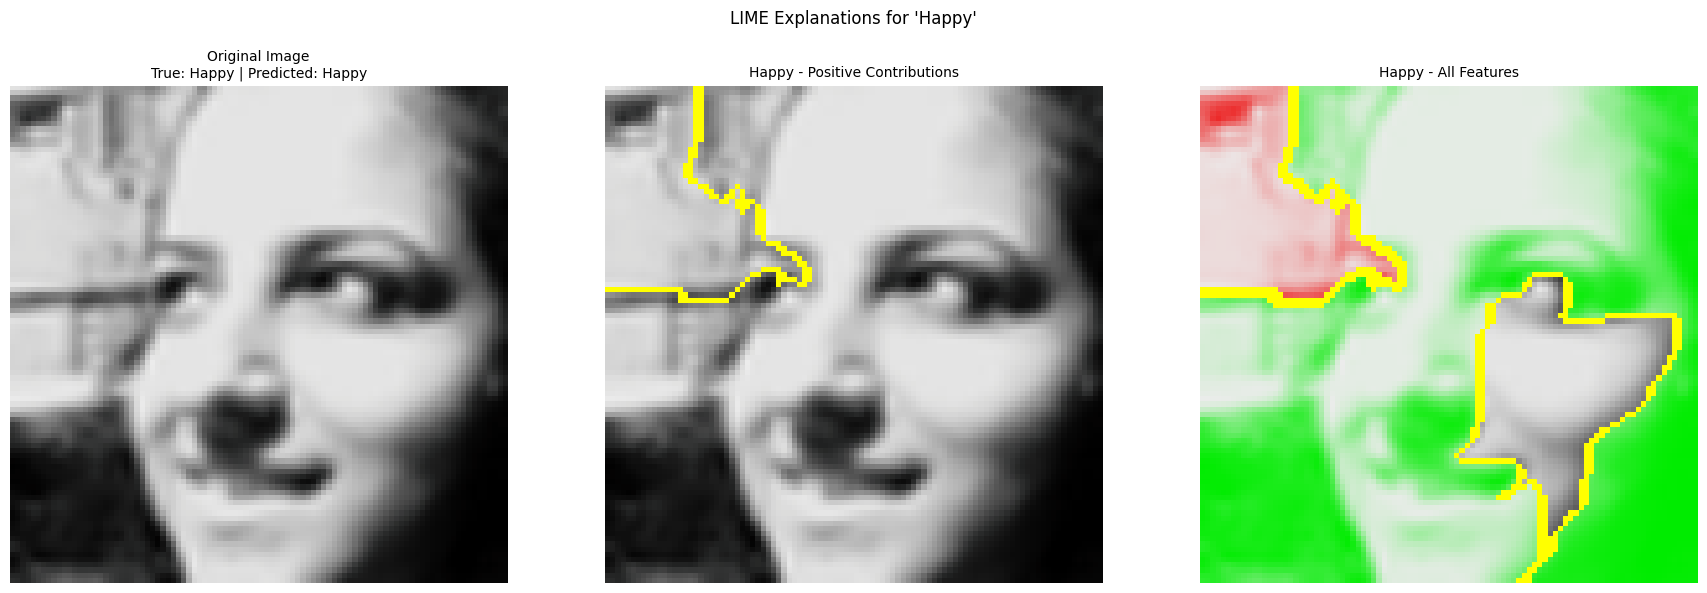 LIME Explanations for 'Happy'
Original Image
True: Happy | Predicted: Happy
Happy - Positive Contributions
Happy - All Features